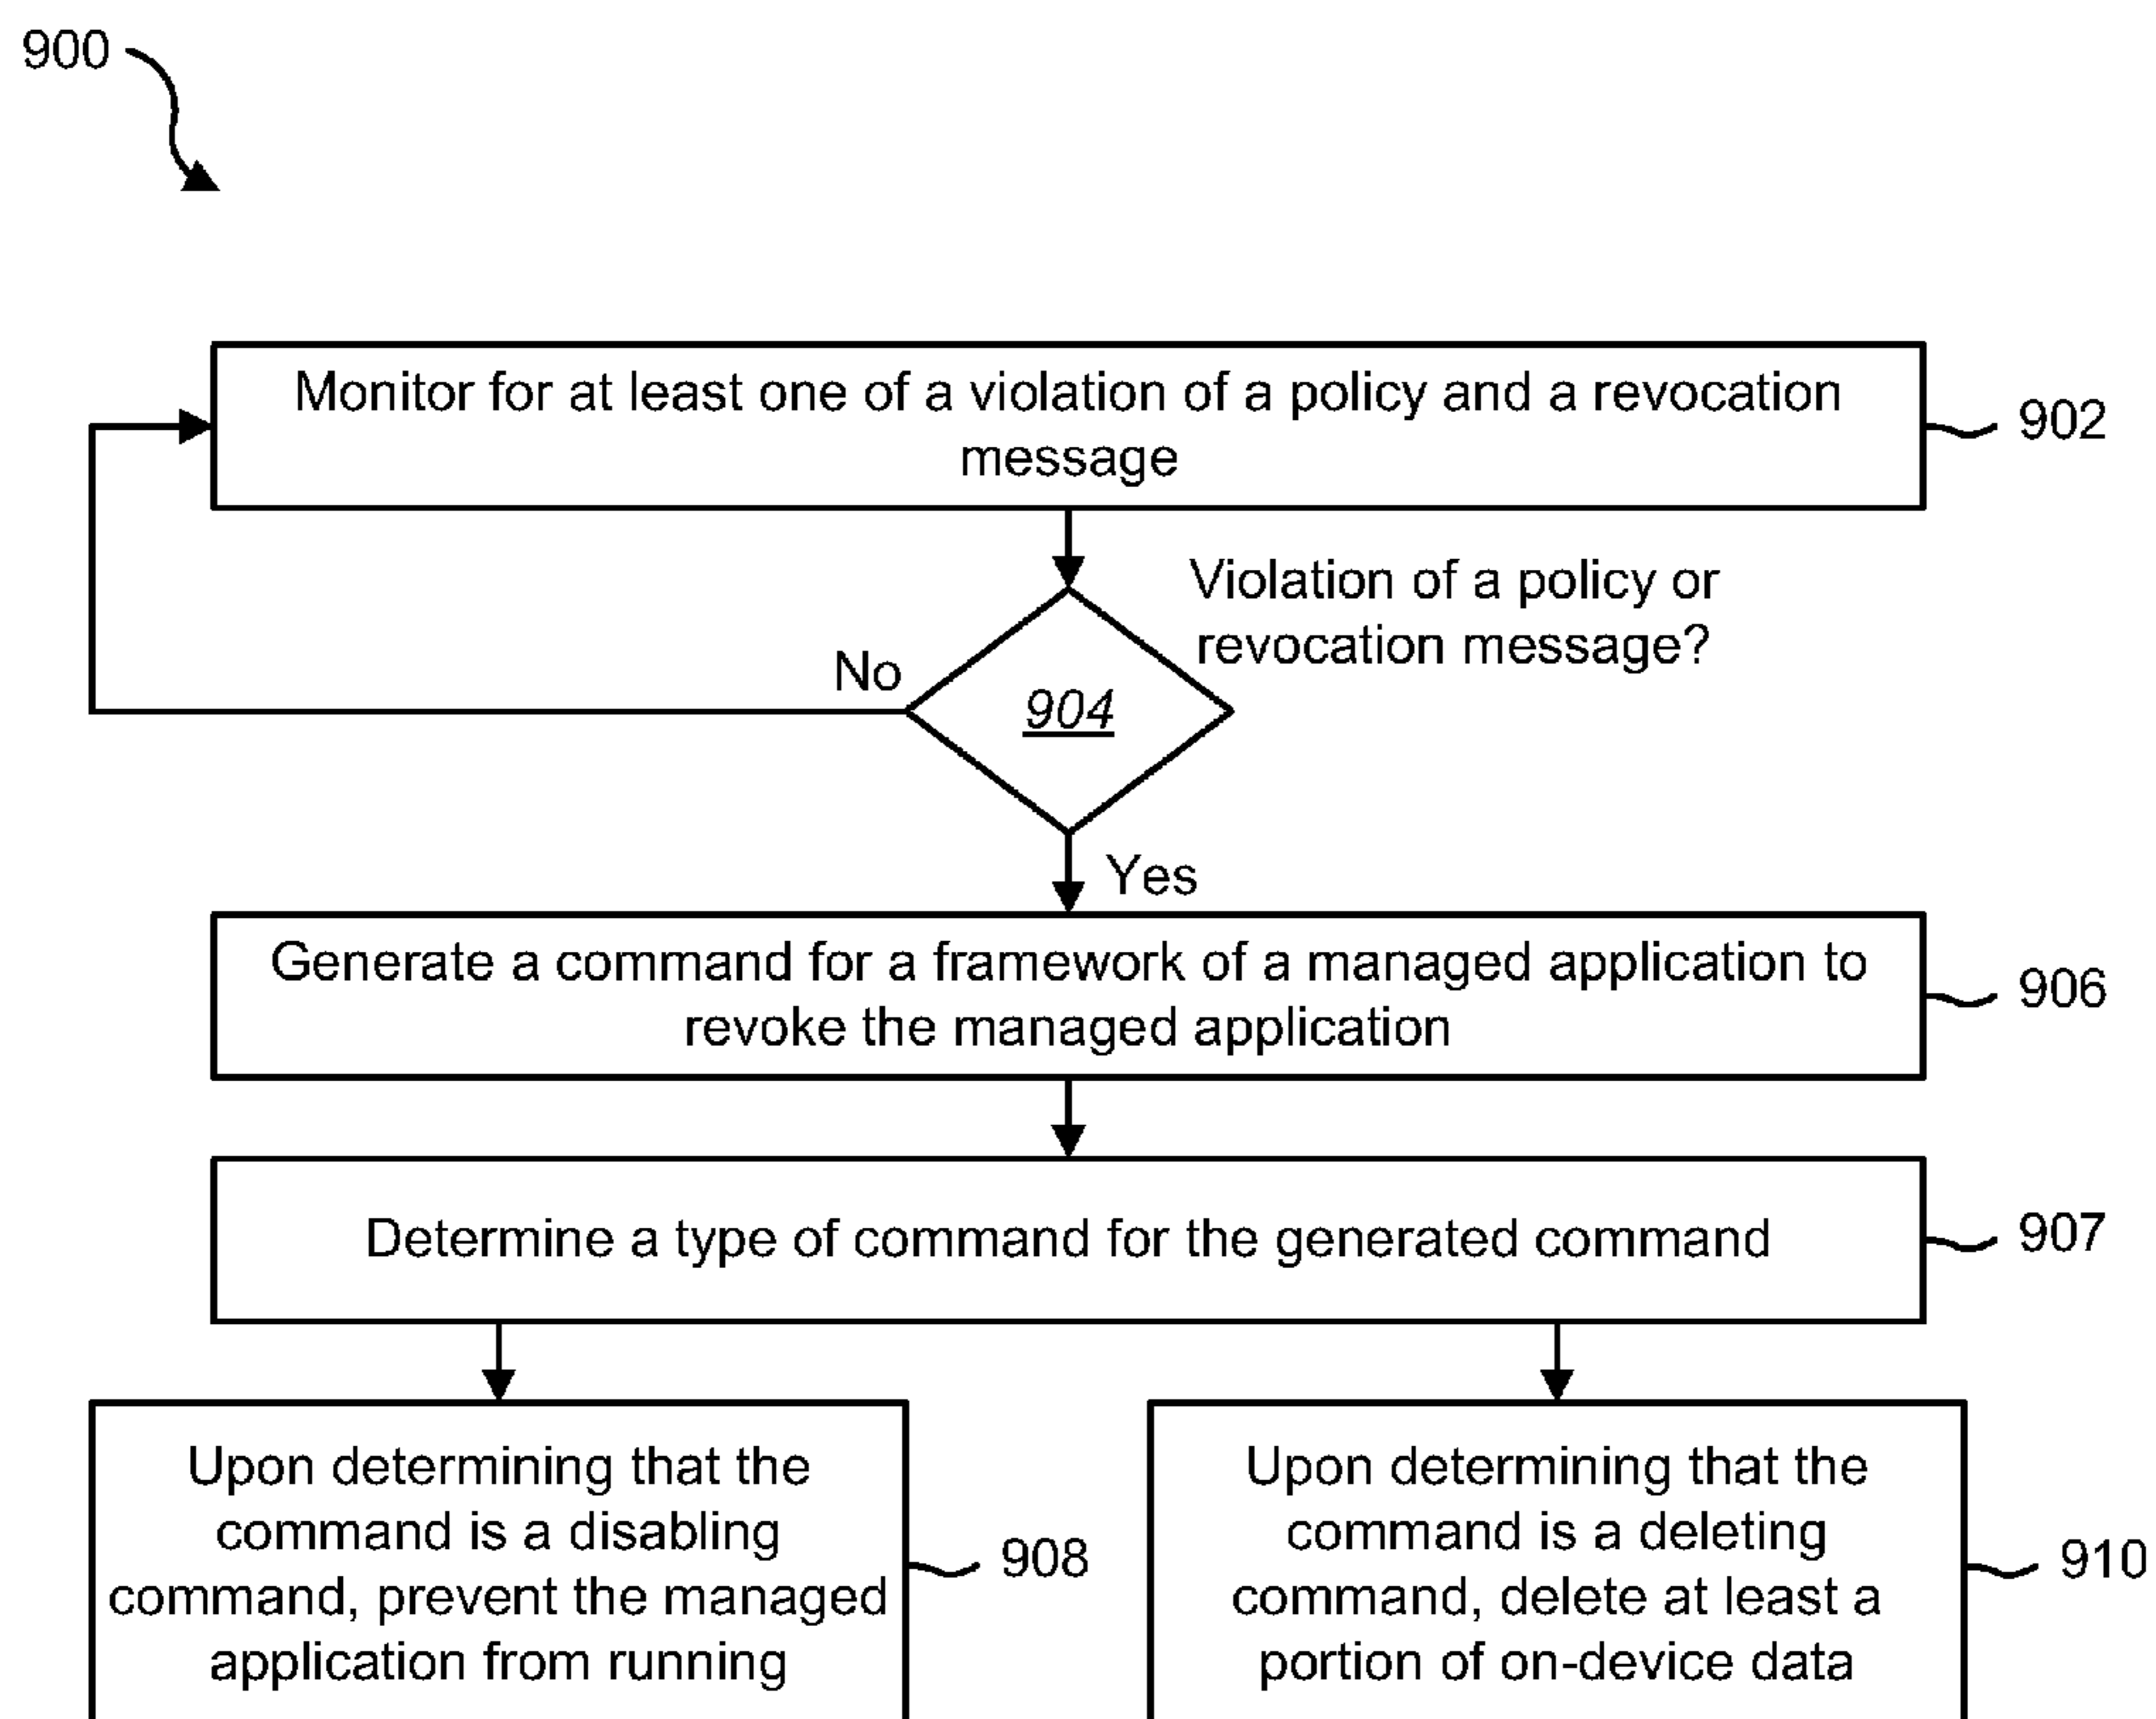 900
Monitor for at least one of a violation of a policy and a revocation
message
902
Violation of a policy or
revocation message?
No
904
Yes
Generate a command for a framework of a managed application to
revoke the managed application
906
Determine a type of command for the generated command
907
Upon determining that the
command is a disabling
command, prevent the managed
application from running
908
Upon determining that the
command is a deleting
command, delete at least a
portion of on-device data
910